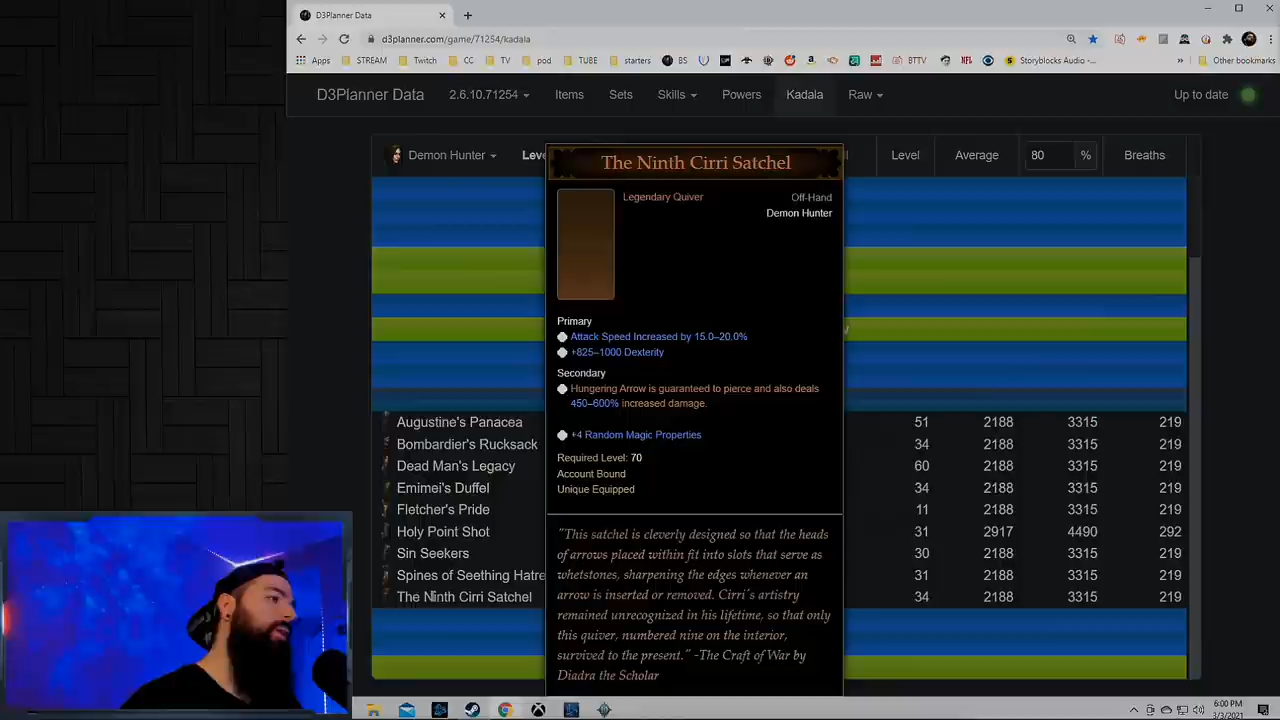 D3Planner Data
d3planner.com/game/71254/kadala
Apps STREAM Twitch CC TV pod TUBE starters BS BTTV NFL Storyblocks Audio -... » Other bookmarks
D3Planner Data 2.6.10.71254 Items Sets Skills Powers Kadala Raw Up to date
Demon Hunter Level Average 80 % Breaths
The Ninth Cirri Satchel
Legendary Quiver Off-Hand
Demon Hunter
Primary
Attack Speed Increased by 15.0–20.0%
+825–1000 Dexterity
Secondary
Hungering Arrow is guaranteed to pierce and also deals
450–600% increased damage.
+4 Random Magic Properties
Required Level: 70
Account Bound
Unique Equipped
"This satchel is cleverly designed so that the heads
of arrows placed within fit into slots that serve as
whetstones, sharpening the edges whenever an
arrow is inserted or removed. Cirri's artistry
remained unrecognized in his lifetime, so that only
this quiver, numbered nine on the interior,
survived to the present." -The Craft of War by
Diadra the Scholar
Augustine's Panacea 51 2188 3315 219
Bombardier's Rucksack 34 2188 3315 219
Dead Man's Legacy 60 2188 3315 219
Emimei's Duffel 34 2188 3315 219
Fletcher's Pride 11 2188 3315 219
Holy Point Shot 31 2917 4490 292
Sin Seekers 30 2188 3315 219
Spines of Seething Hatre 31 2188 3315 219
The Ninth Cirri Satchel 34 2188 3315 219
6:00 PM
3/3/2021